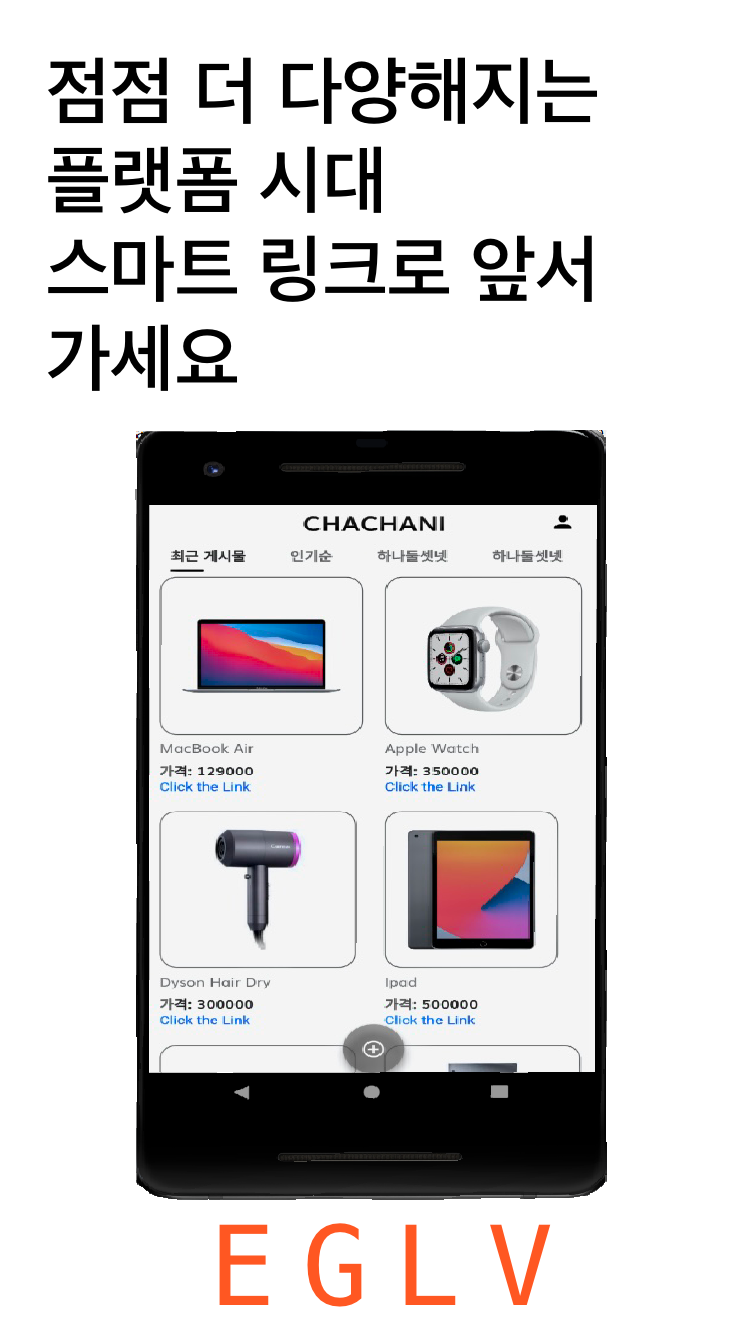 점점 더 다양해지는
플랫폼 시대
스마트 링크로 앞서
가세요
CHACHANI
최근 게시물 인기순 하나둘셋넷 하나둘셋넷
MacBook Air Apple Watch
가격: 129000 가격: 350000
Click the Link Click the Link
Dyson Hair Dry Ipad
가격: 300000 가격: 500000
Click the Link Click the Link
EGLV